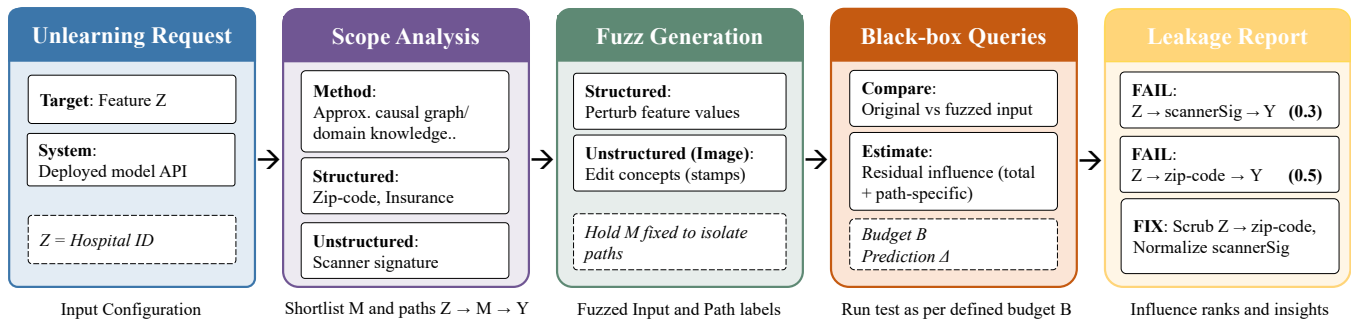 Unlearning Request
Target: Feature Z
System:
Deployed model API
Z = Hospital ID
Input Configuration
Scope Analysis
Method:
Approx. causal graph/
domain knowledge..
Structured:
Zip-code, Insurance
Unstructured:
Scanner signature
Shortlist M and paths Z → M → Y
Fuzz Generation
Structured:
Perturb feature values
Unstructured (Image):
Edit concepts (stamps)
Hold M fixed to isolate
paths
Fuzzed Input and Path labels
Black-box Queries
Compare:
Original vs fuzzed input
Estimate:
Residual influence (total
+ path-specific)
Budget B
Prediction Δ
Run test as per defined budget B
Leakage Report
FAIL:
Z → scannerSig → Y (0.3)
FAIL:
Z → zip-code → Y (0.5)
FIX: Scrub Z → zip-code,
Normalize scannerSig
Influence ranks and insights